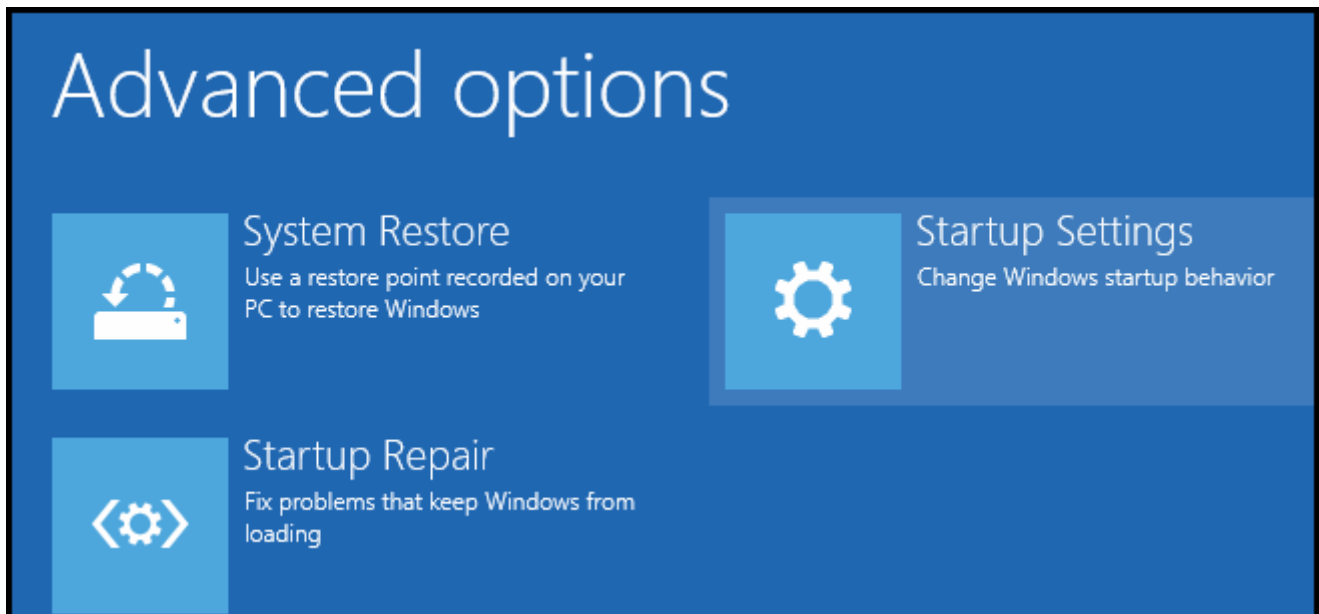 Advanced options
System Restore
Use a restore point recorded on your
PC to restore Windows
Startup Settings
Change Windows startup behavior
Startup Repair
Fix problems that keep Windows from
loading